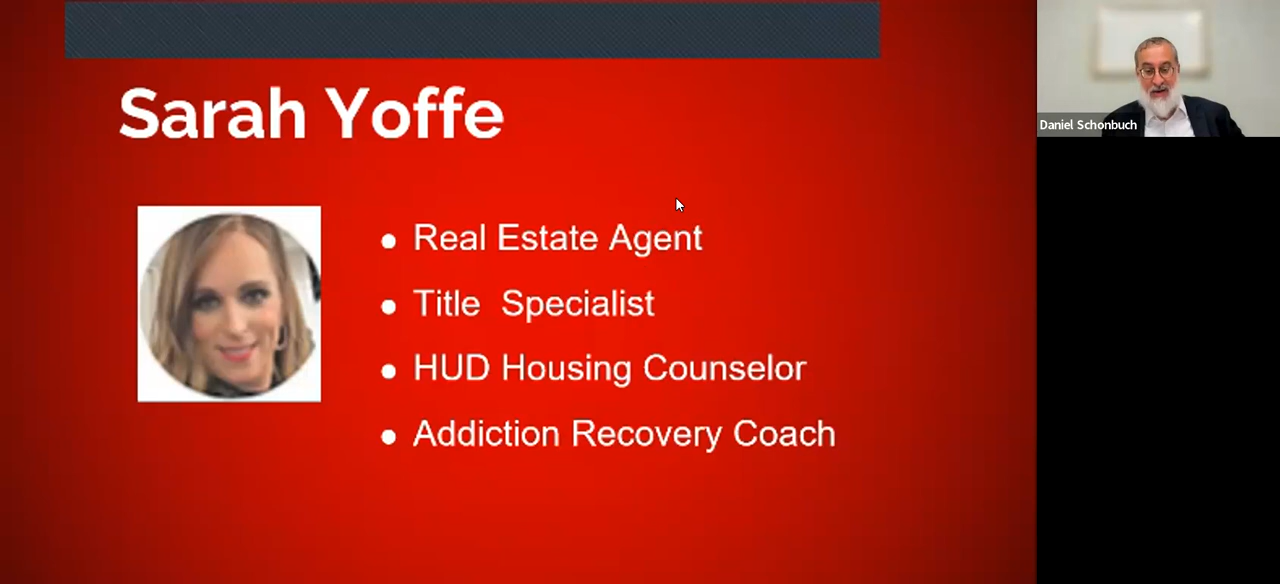 Sarah Yoffe
Daniel Schonbuch
● Real Estate Agent
● Title  Specialist
● HUD Housing Counselor
● Addiction Recovery Coach